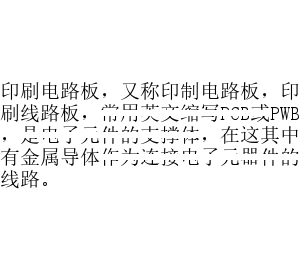 印刷电路板，又称印制电路板，印
刷线路板，常用英文缩写PCB或PWB
，是电子元件的支撑体，在这其中
有金属导体作为连接电子元器件的
线路。